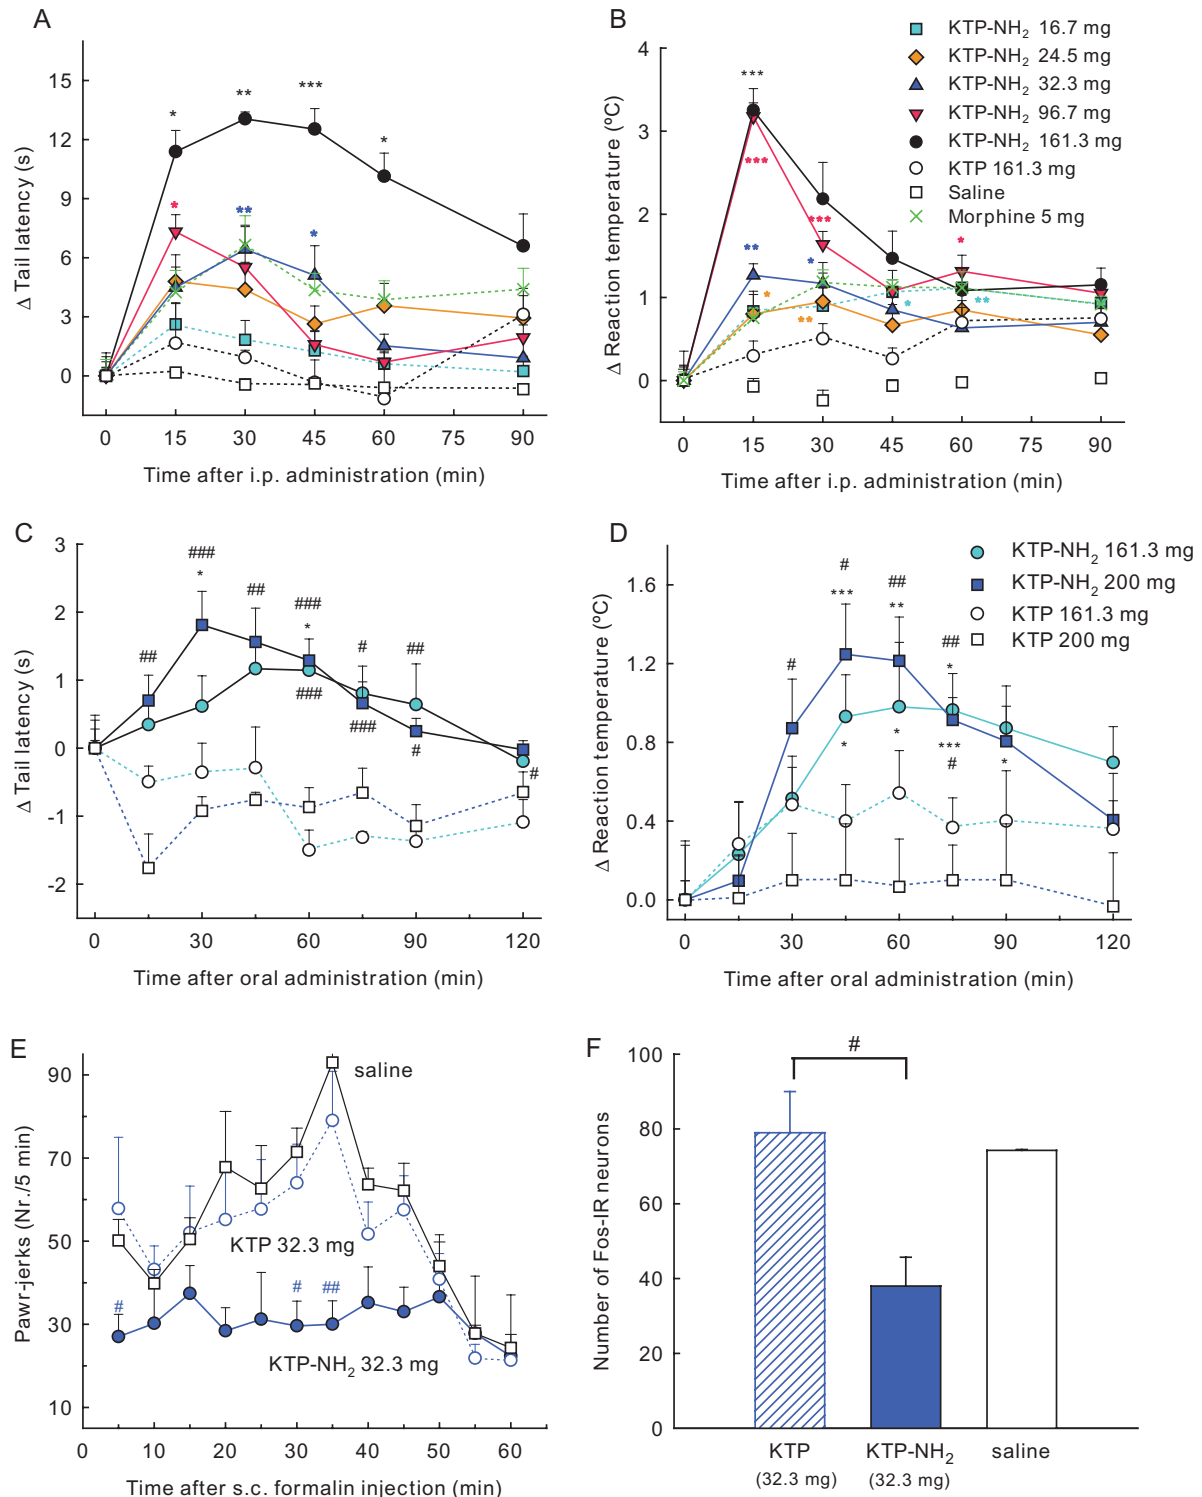 A
Δ Tail latency (s)
15
12
9
6
3
0
* ** *** *
* ** *
0 15 30 45 60 75 90
Time after i.p. administration (min)
B
Δ Reaction temperature (ºC)
4
3
2
1
0
***
***
*** *
** *
* * **
**
0 15 30 45 60 75 90
Time after i.p. administration (min)
KTP-NH2 16.7 mg
KTP-NH2 24.5 mg
KTP-NH2 32.3 mg
KTP-NH2 96.7 mg
KTP-NH2 161.3 mg
KTP 161.3 mg
Saline
Morphine 5 mg
C
Δ Tail latency (s)
3
2
1
0
-1
-2
## ###
*
## ###
*
# ##
### ### # #
0 30 60 90 120
Time after oral administration (min)
D
Δ Reaction temperature (ºC)
1.6
1.2
0.8
0.4
0.0
# #
***
##
**
##
*
* * ***
#
*
0 30 60 90 120
Time after oral administration (min)
KTP-NH2 161.3 mg
KTP-NH2 200 mg
KTP 161.3 mg
KTP 200 mg
E
Pawr-jerks (Nr./5 min)
90
70
50
30
10
saline
KTP 32.3 mg
# # ##
KTP-NH2 32.3 mg
0 10 20 30 40 50 60
Time after s.c. formalin injection (min)
F
Number of Fos-IR neurons
100
80
60
40
20
0
#
KTP
(32.3 mg)
KTP-NH2
(32.3 mg)
saline